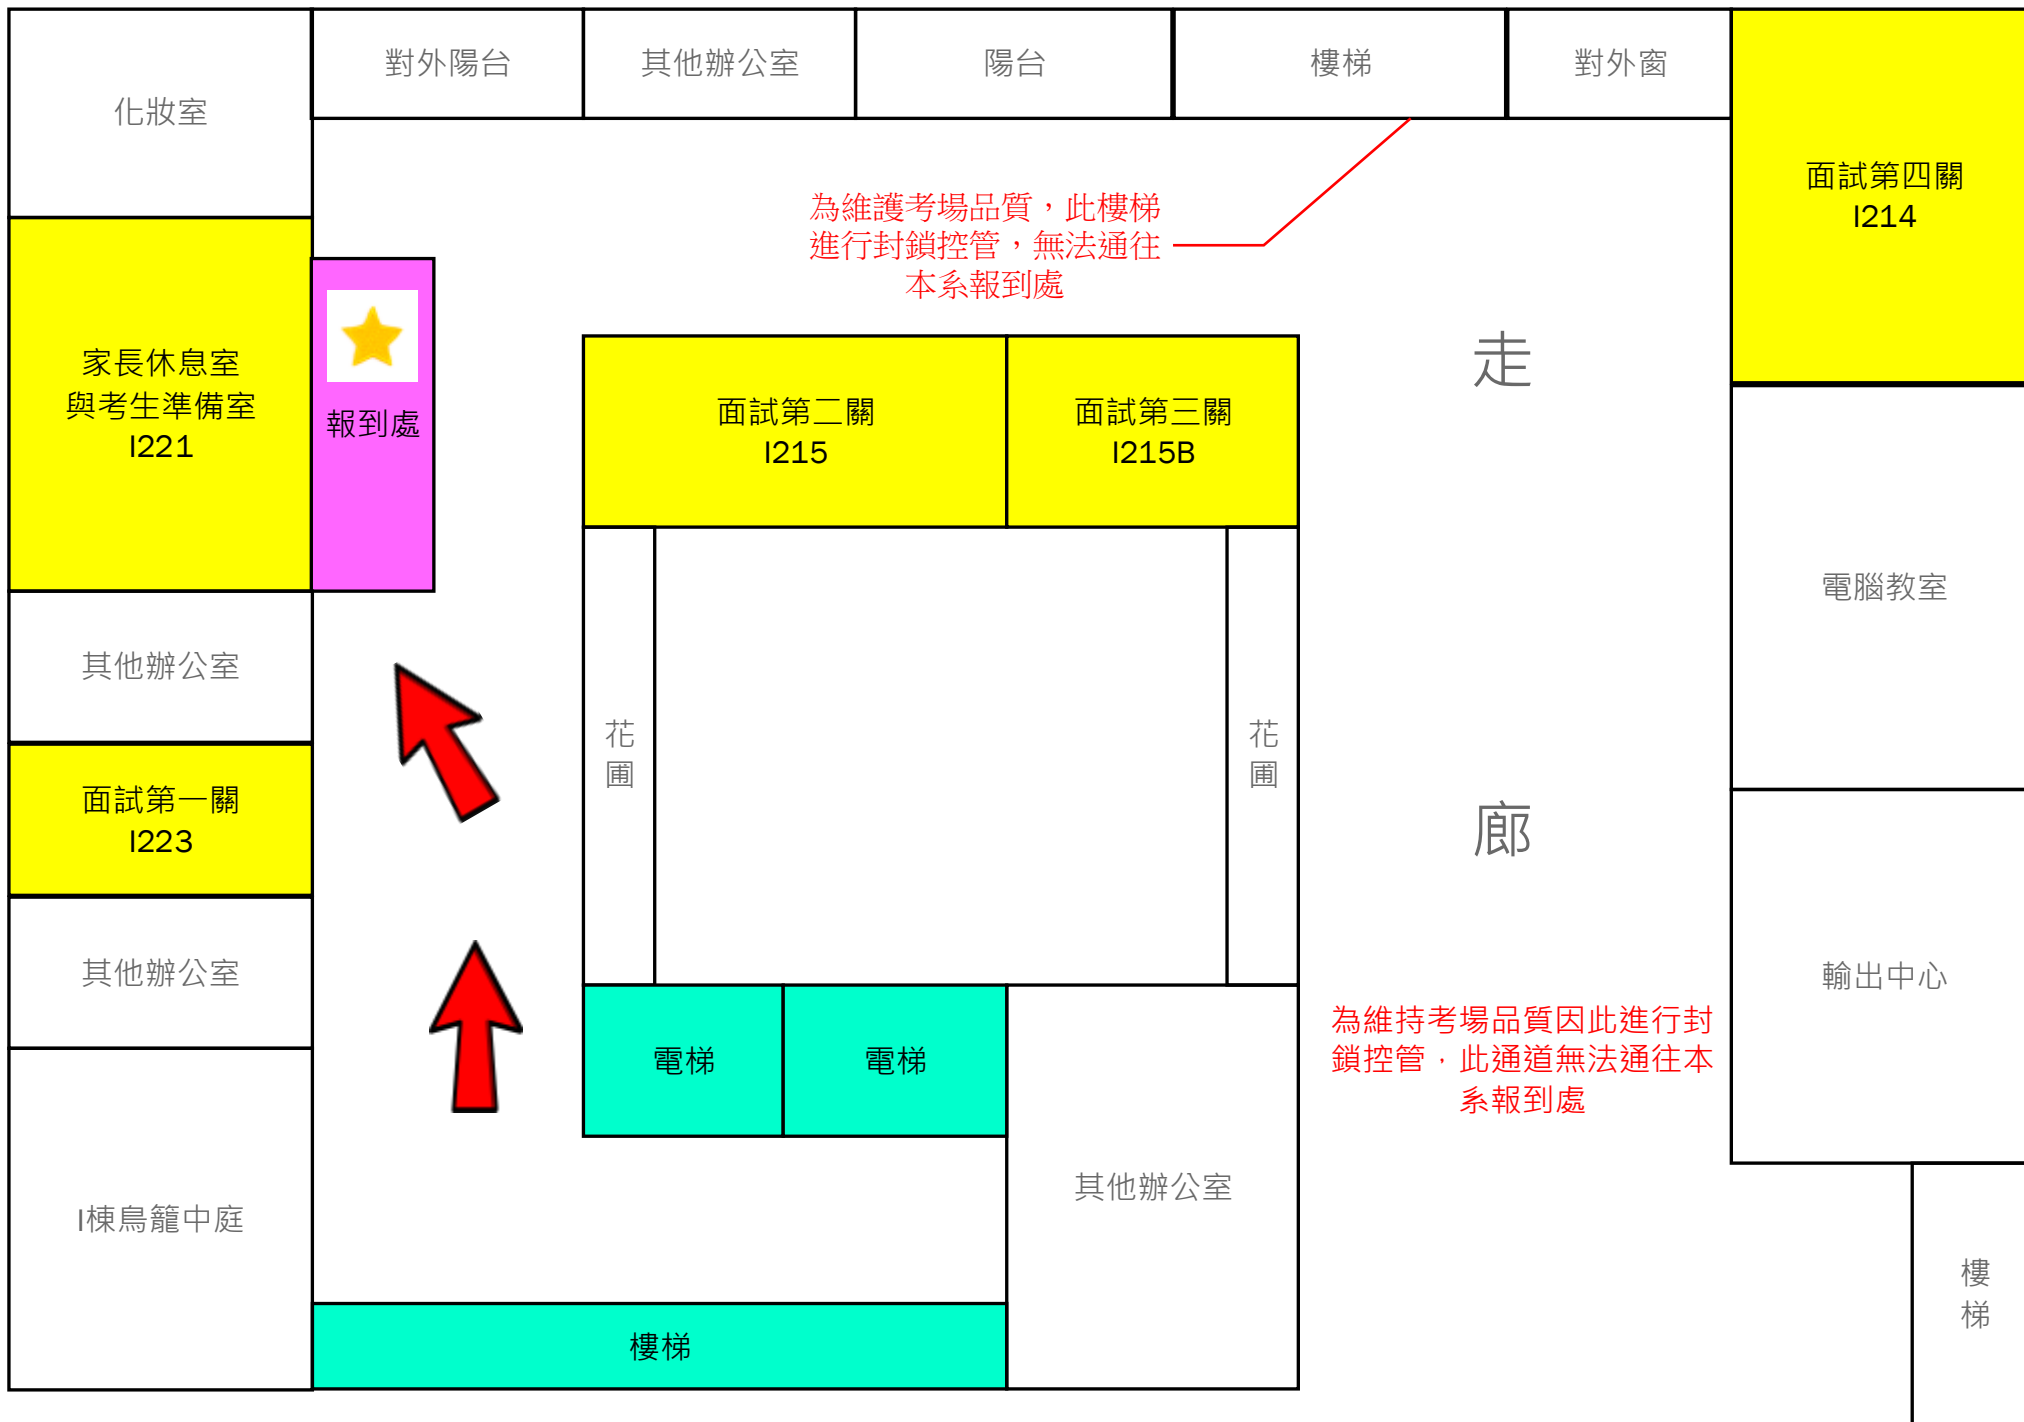 化妝室
對外陽台
其他辦公室
陽台
樓梯
對外窗
面試第四關
I214
為維護考場品質，此樓梯
進行封鎖控管，無法通往
本系報到處
家長休息室
與考生準備室
I221
報到處
面試第二關
I215
面試第三關
I215B
走
廊
電腦教室
其他辦公室
花
圃
花
圃
面試第一關
I223
其他辦公室
輸出中心
為維持考場品質因此進行封
鎖控管，此通道無法通往本
系報到處
電梯
電梯
其他辦公室
I棟鳥籠中庭
樓
梯
樓梯